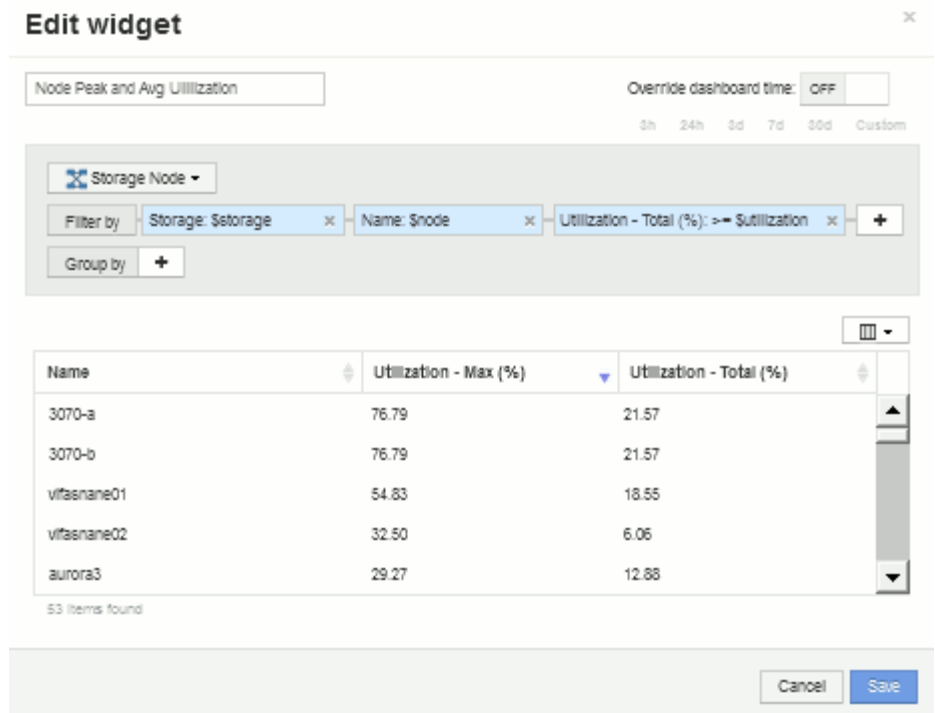 Edit widget
Node Peak and Avg Utilization
Override dashboard time: OFF
3h 24h 3d 7d 30d Custom
Storage Node
Filter by Storage: $storage × Name: $node × Utilization - Total (%): >= $utilization × +
Group by +
Name Utilization - Max (%) Utilization - Total (%)
3070-a 76.79 21.57
3070-b 76.79 21.57
vifasnane01 54.83 18.55
vifasnane02 32.50 6.06
aurora3 29.27 12.88
53 items found
Cancel Save